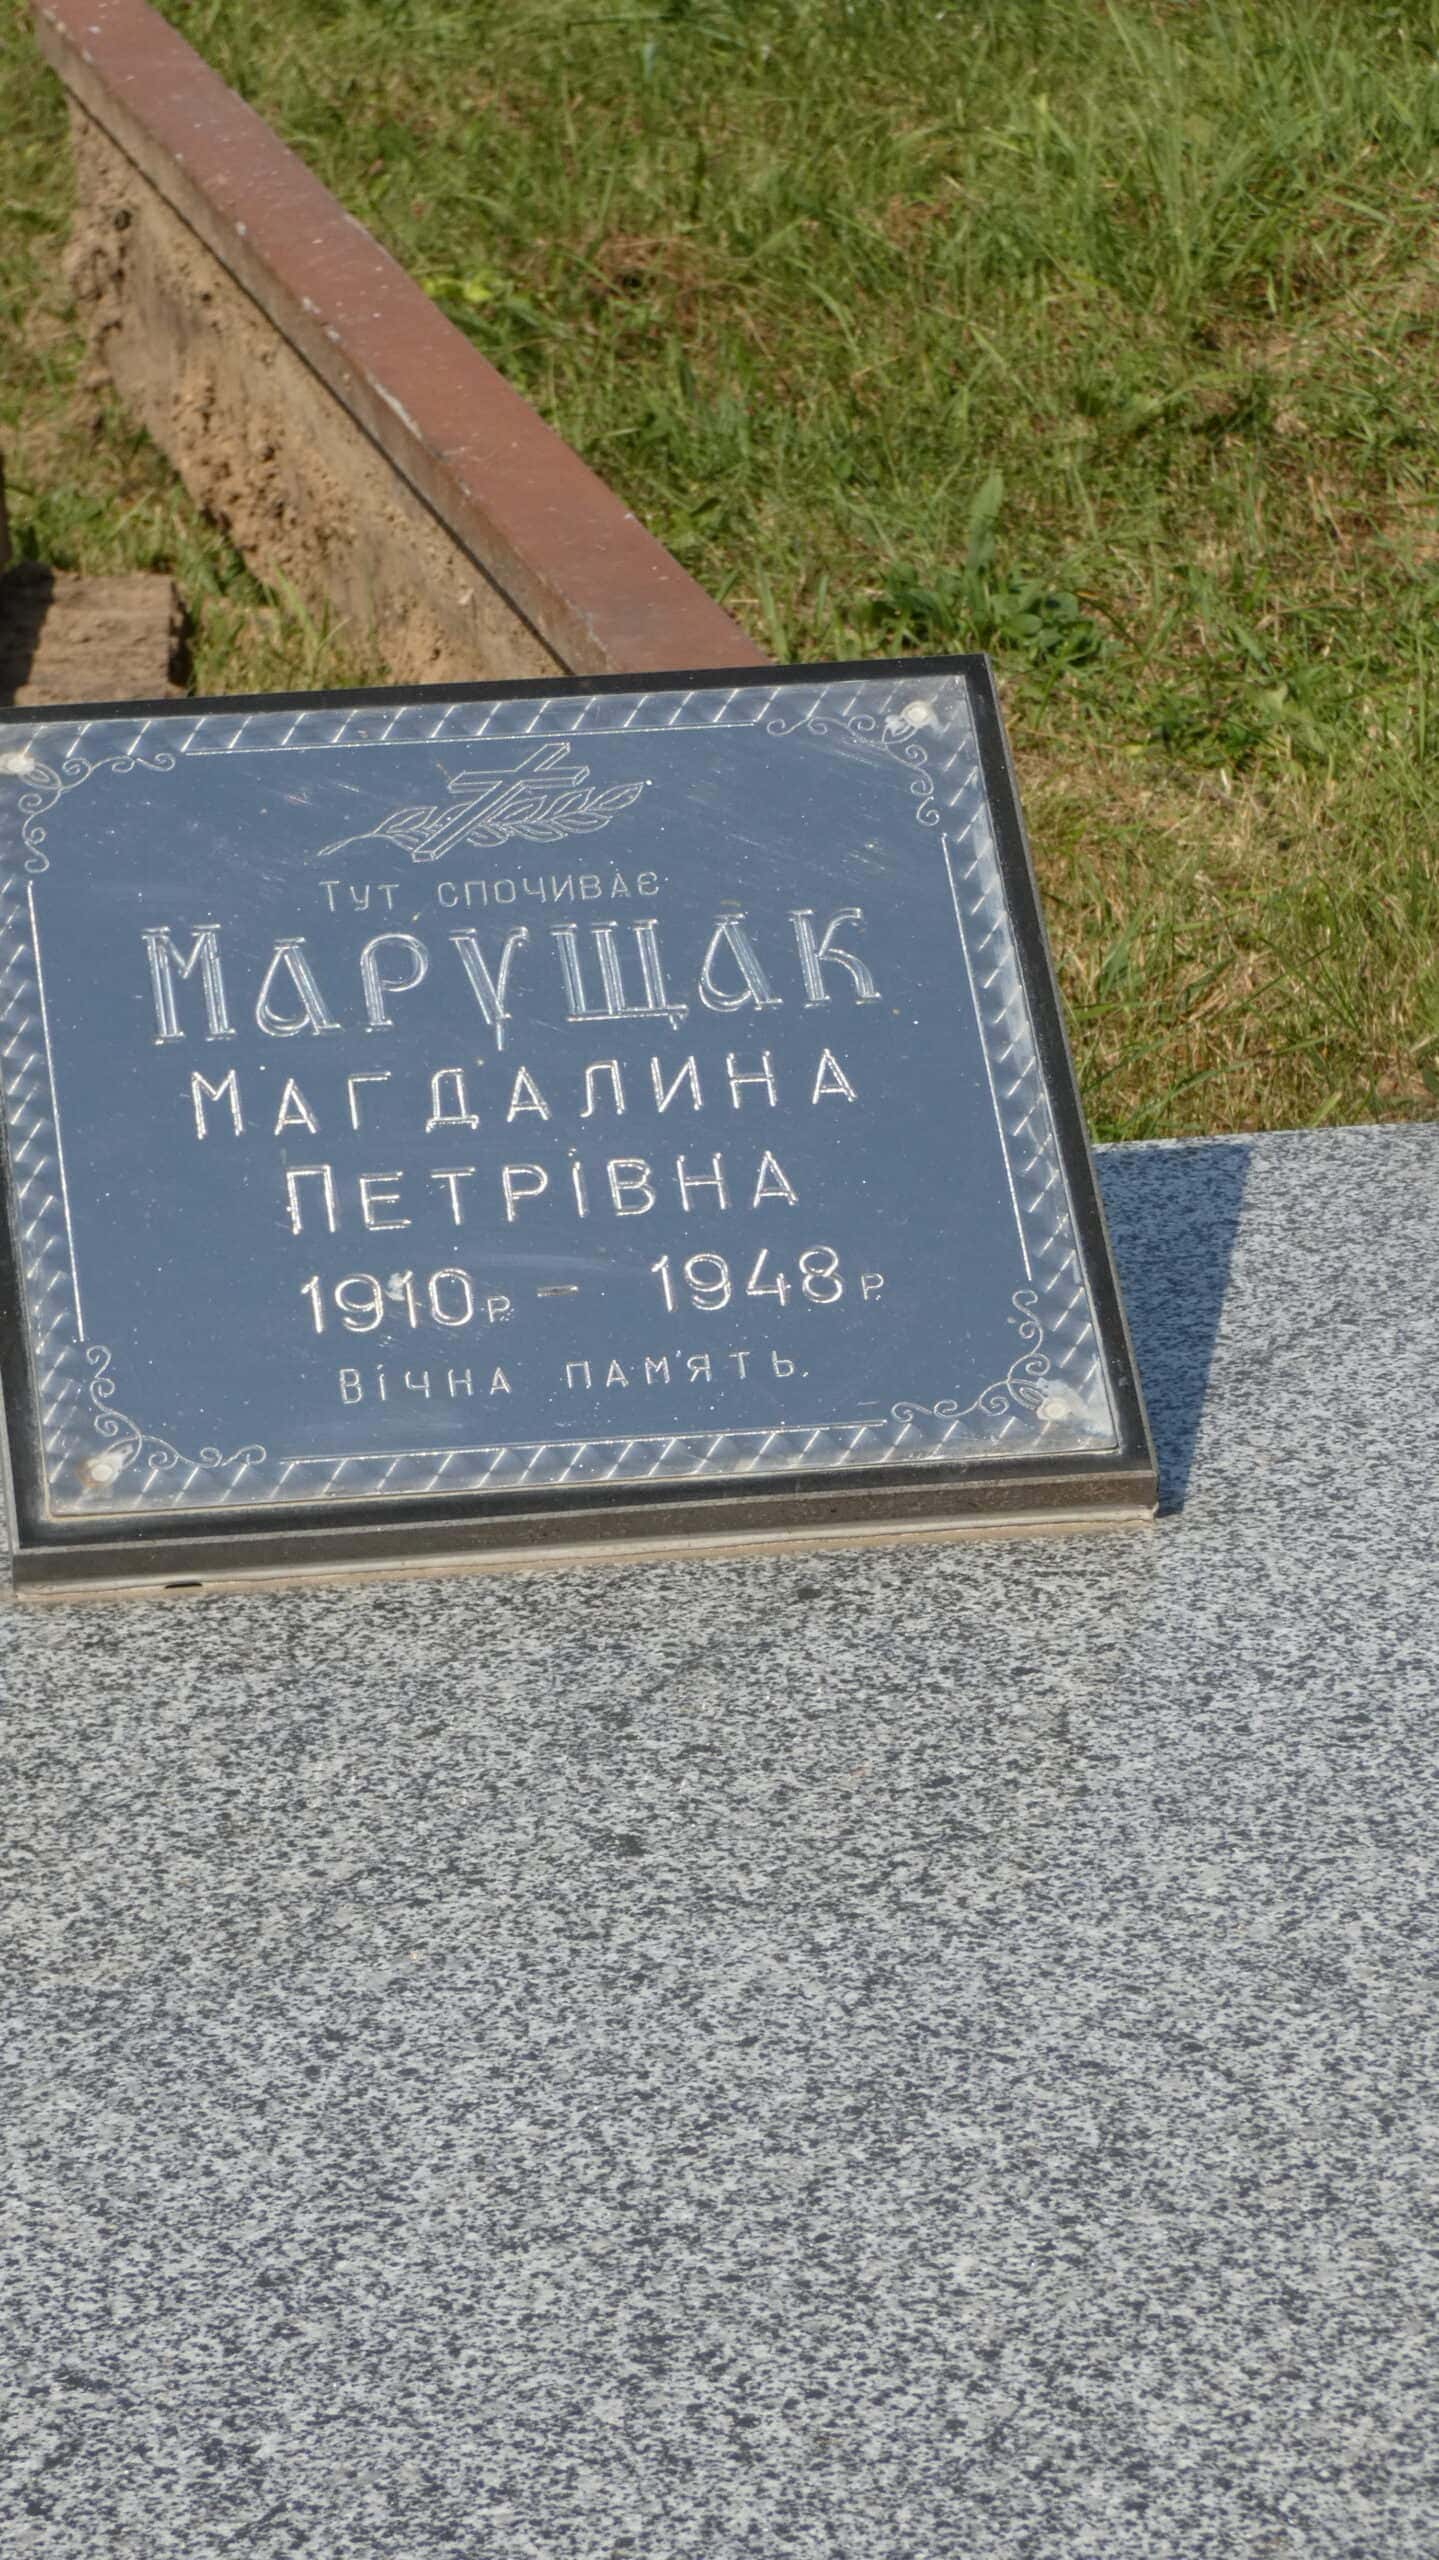 Тут спочиває
Марущак
Магдалина
Петрівна
1910р. – 1948р.
Вічна пам'ять.